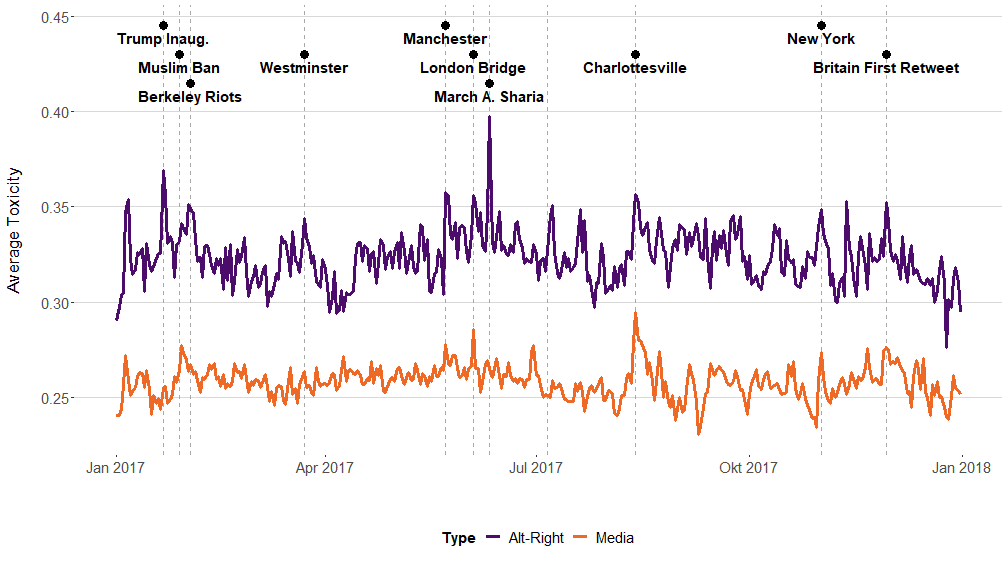 0.45
Trump Inaug.
Manchester
New York
Muslim Ban
Westminster
London Bridge
Charlottesville
Britain First Retweet
Berkeley Riots
March A. Sharia
0.40
0.35
0.30
0.25
Average Toxicity
Jan 2017
Apr 2017
Jul 2017
Okt 2017
Jan 2018
Type
Alt-Right
Media